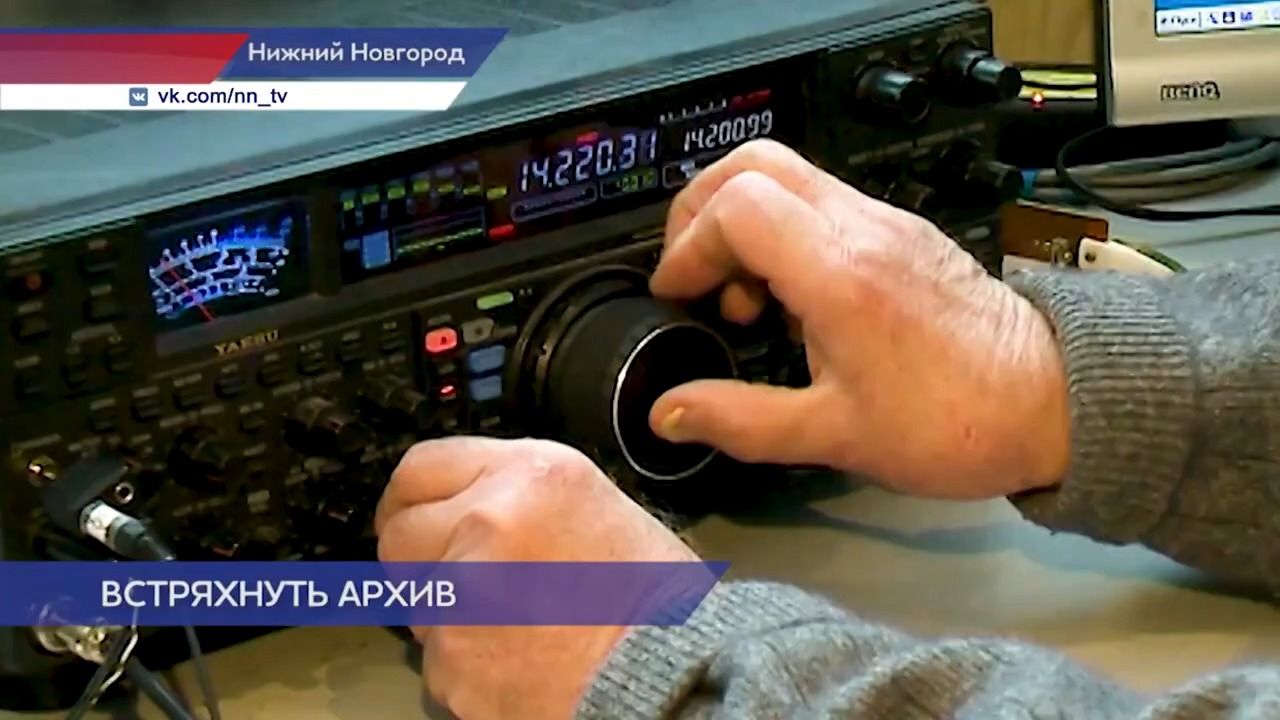 Нижний Новгород
vk.com/nn_tv
14.220.31
14.200.99
BenQ
YAESU
ВСТРЯХНУТЬ АРХИВ